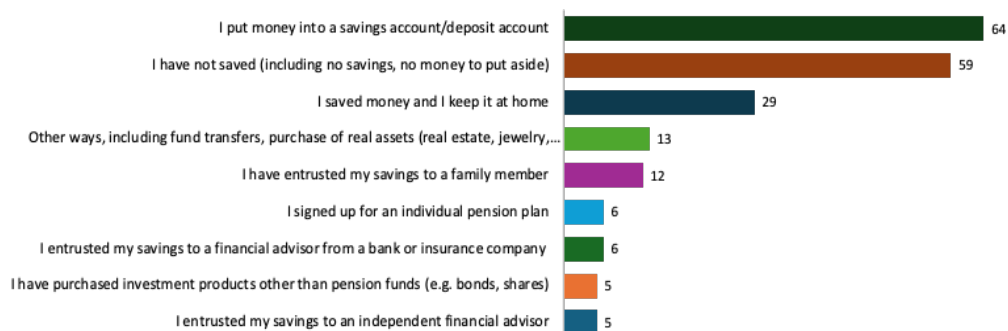 I put money into a savings account/deposit account 64
I have not saved (including no savings, no money to put aside) 59
I saved money and I keep it at home 29
Other ways, including fund transfers, purchase of real assets (real estate, jewelry,... 13
I have entrusted my savings to a family member 12
I signed up for an individual pension plan 6
I entrusted my savings to a financial advisor from a bank or insurance company 6
I have purchased investment products other than pension funds (e.g. bonds, shares) 5
I entrusted my savings to an independent financial advisor 5